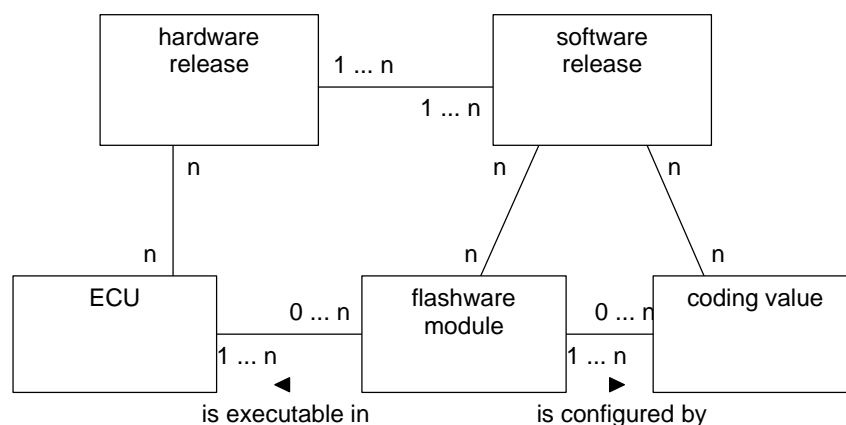 hardware
release
software
release
1 ... n
1 ... n
n
n
n
n
n
n
ECU
flashware
module
coding value
0 ... n
0 ... n
1 ... n
1 ... n
◄
►
is executable in
is configured by